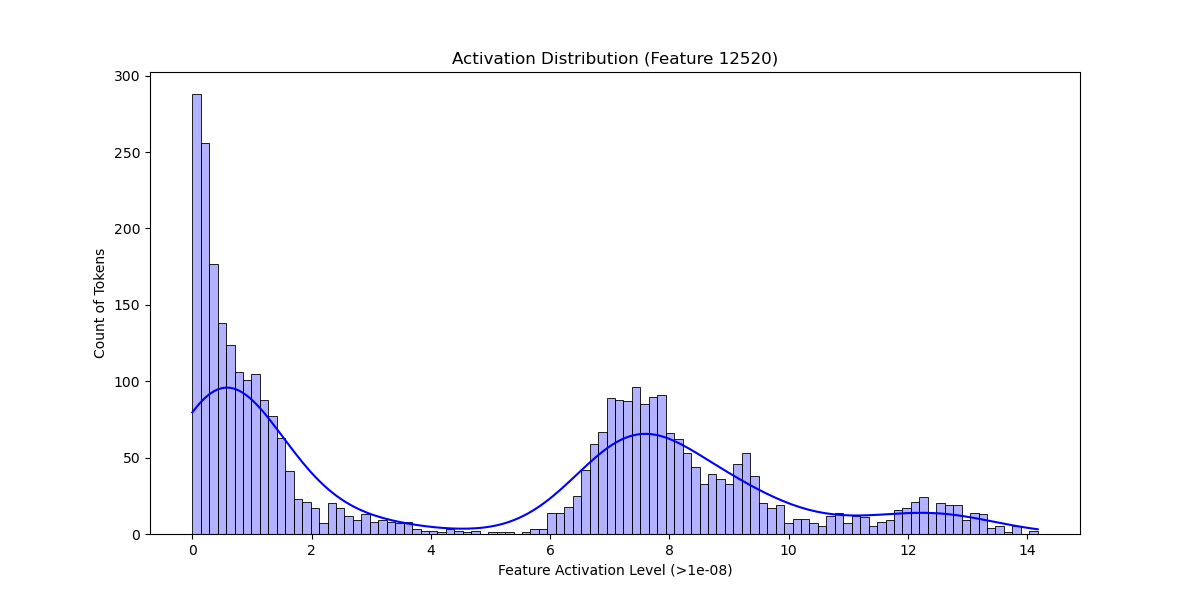 Activation Distribution (Feature 12520)
300
250
200
150
100
50
0
Count of Tokens
0 2 4 6 8 10 12 14
Feature Activation Level (>1e-08)